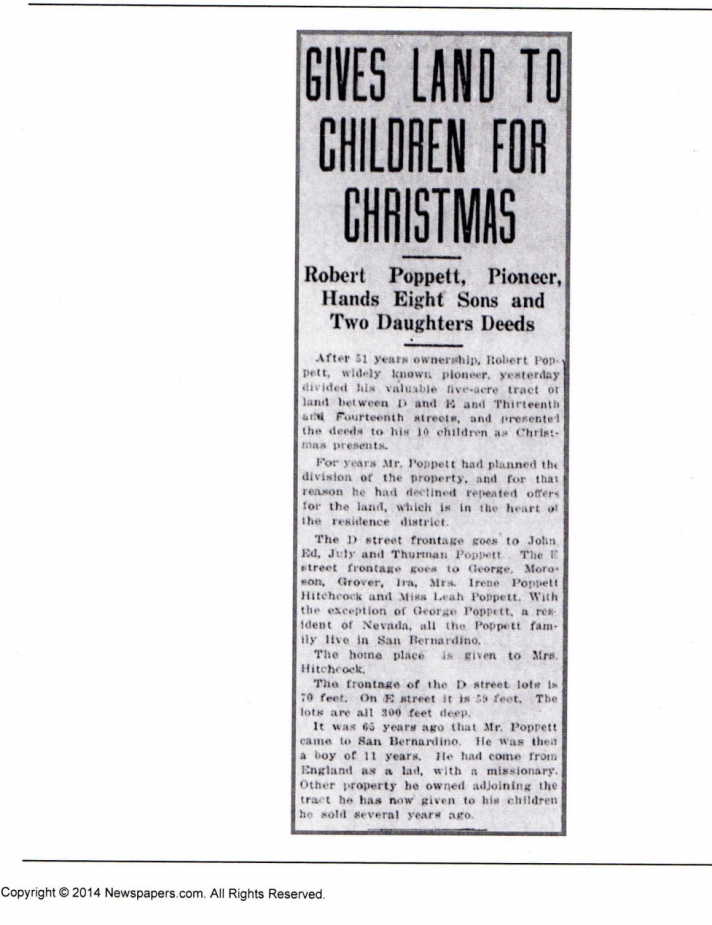 GIVES LAND TO
CHILDREN FOR
CHRISTMAS
Robert Poppett, Pioneer,
Hands Eight Sons and
Two Daughters Deeds
After 51 years ownership, Robert Pop-
pett, widely known pioneer, yesterday
divided his valuable five-acre tract of
land between D and E and Thirteenth
and Fourteenth streets, and presented
the deeds to his 10 children as Christ-
mas presents.
For years Mr. Poppett had planned the
division of the property, and for that
reason he had declined repeated offers
for the land, which is in the heart of
the residence district.
The D street frontage goes to John
Ed, July and Thurman Poppett. The E
street frontage goes to George, Moro-
son, Grover, Ira, Mrs. Irene Poppett
Hitchcock and Miss Leah Poppett. With
the exception of George Poppett, a res-
ident of Nevada, all the Poppett fam-
ily live in San Bernardino.
The home place is given to Mrs.
Hitchcock.
The frontage of the D street lots is
70 feet. On E street it is 59 feet. The
lots are all 300 feet deep.
It was 65 years ago that Mr. Poppett
came to San Bernardino. He was then
a boy of 11 years. He had come from
England as a lad, with a missionary.
Other property he owned adjoining the
tract he has now given to his children
he sold several years ago.
Copyright © 2014 Newspapers.com. All Rights Reserved.